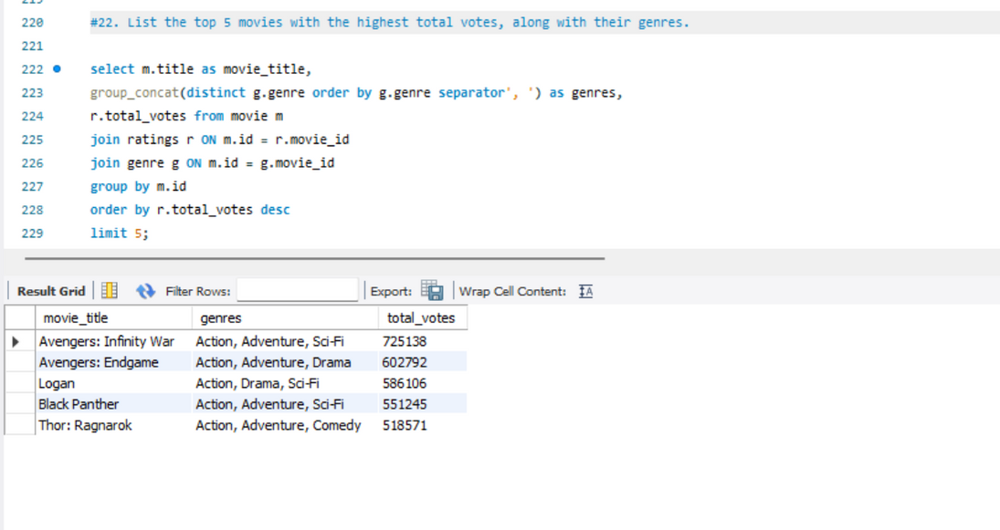 220 #22. List the top 5 movies with the highest total votes, along with their genres.
221
222 select m.title as movie_title,
223 group_concat(distinct g.genre order by g.genre separator', ') as genres,
224 r.total_votes from movie m
225 join ratings r ON m.id = r.movie_id
226 join genre g ON m.id = g.movie_id
227 group by m.id
228 order by r.total_votes desc
229 limit 5;
Result Grid Filter Rows: Export: Wrap Cell Content:
movie_title genres total_votes
Avengers: Infinity War Action, Adventure, Sci-Fi 725138
Avengers: Endgame Action, Adventure, Drama 602792
Logan Action, Drama, Sci-Fi 586106
Black Panther Action, Adventure, Sci-Fi 551245
Thor: Ragnarok Action, Adventure, Comedy 518571